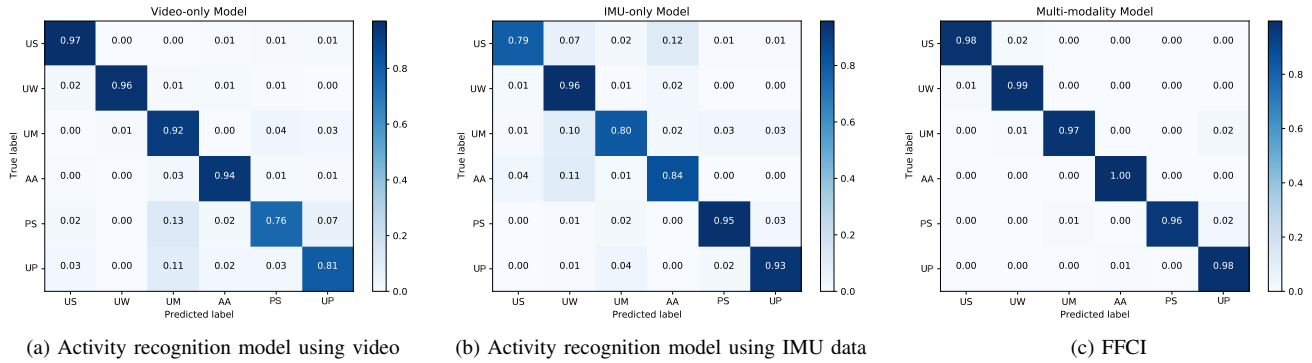 Video-only Model
True label
US 0.97 0.00 0.00 0.01 0.01 0.01
UW 0.02 0.96 0.01 0.01 0.01 0.00
UM 0.00 0.01 0.92 0.00 0.04 0.03
AA 0.00 0.00 0.03 0.94 0.01 0.01
PS 0.02 0.00 0.13 0.02 0.76 0.07
UP 0.03 0.00 0.11 0.02 0.03 0.81
US UW UM AA PS UP
Predicted label
0.8
0.6
0.4
0.2
0.0
(a) Activity recognition model using video
IMU-only Model
True label
US 0.79 0.07 0.02 0.12 0.01 0.01
UW 0.01 0.96 0.01 0.02 0.00 0.00
UM 0.01 0.10 0.80 0.02 0.03 0.03
AA 0.04 0.11 0.01 0.84 0.00 0.00
PS 0.00 0.01 0.02 0.00 0.95 0.03
UP 0.00 0.01 0.04 0.00 0.02 0.93
US UW UM AA PS UP
Predicted label
0.8
0.6
0.4
0.2
0.0
(b) Activity recognition model using IMU data
Multi-modality Model
True label
US 0.98 0.02 0.00 0.00 0.00 0.00
UW 0.01 0.99 0.00 0.00 0.00 0.00
UM 0.00 0.01 0.97 0.00 0.00 0.02
AA 0.00 0.00 0.00 1.00 0.00 0.00
PS 0.00 0.00 0.01 0.00 0.96 0.02
UP 0.00 0.00 0.00 0.01 0.00 0.98
US UW UM AA PS UP
Predicted label
0.8
0.6
0.4
0.2
0.0
(c) FFCI